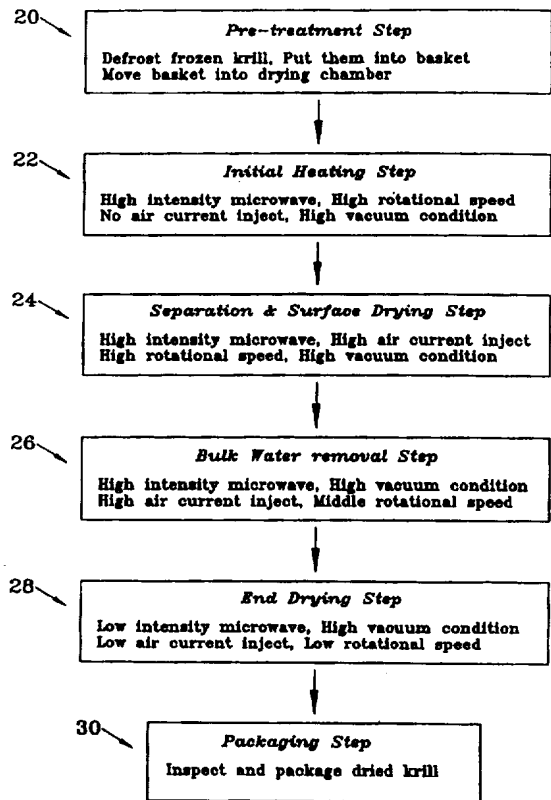 20
Pre-treatment Step
Defrost frozen krill, Put them into basket
Move basket into drying chamber
22
Initial Heating Step
High intensity microwave, High rotational speed
No air current inject, High vacuum condition
24
Separation & Surface Drying Step
High intensity microwave, High air current inject
High rotational speed, High vacuum condition
26
Bulk Water removal Step
High intensity microwave, High vacuum condition
High air current inject, Middle rotational speed
28
End Drying Step
Low intensity microwave, High vacuum condition
Low air current inject, Low rotational speed
30
Packaging Step
Inspect and package dried krill